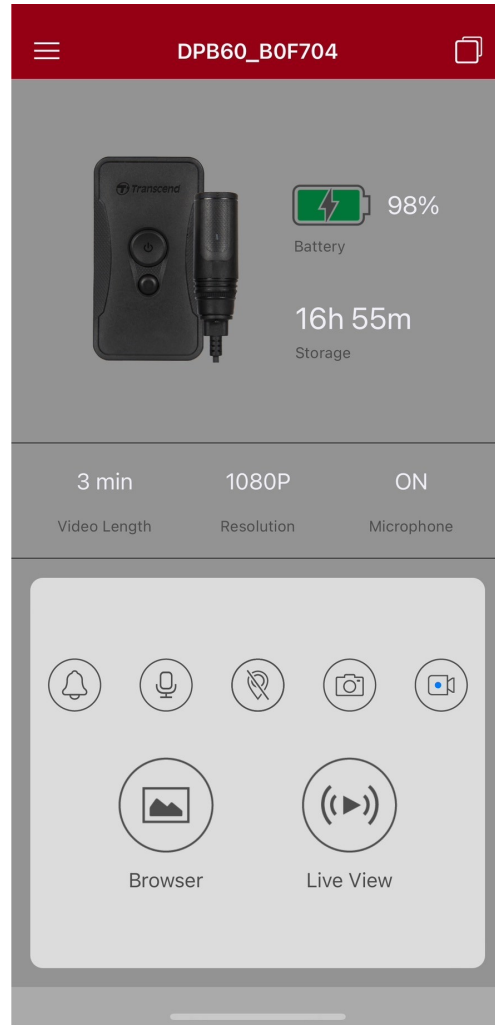 DPB60_B0F704
Transcend
98%
Battery
16h 55m
Storage
3 min
1080P
ON
Video Length
Resolution
Microphone
Browser
Live View